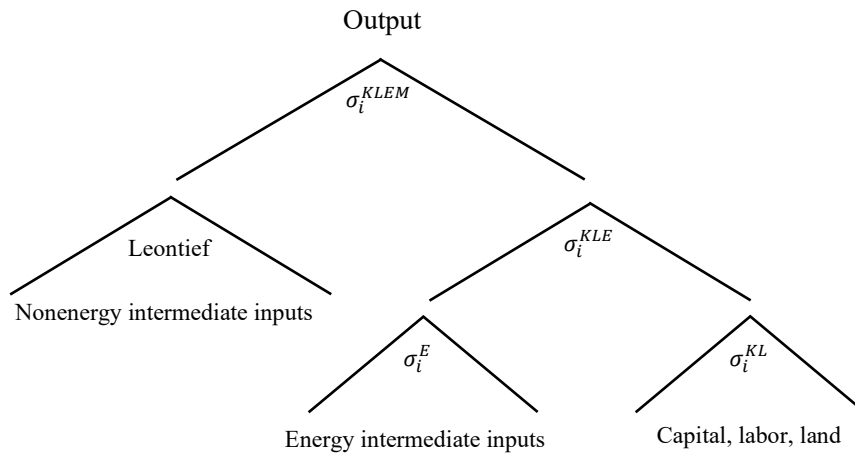 Output
σ_i^{KLEM}
Leontief
σ_i^{KLE}
Nonenergy intermediate inputs
σ_i^E
σ_i^{KL}
Energy intermediate inputs
Capital, labor, land